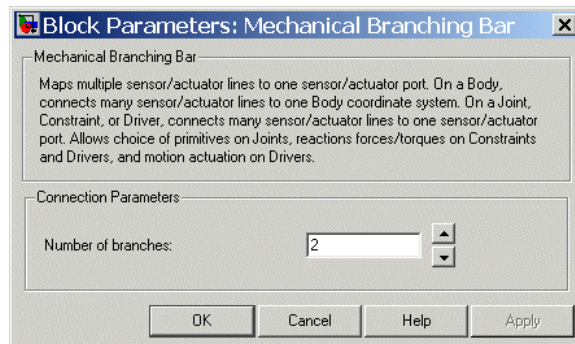 Block Parameters: Mechanical Branching Bar
Mechanical Branching Bar
Maps multiple sensor/actuator lines to one sensor/actuator port. On a Body,
connects many sensor/actuator lines to one Body coordinate system. On a Joint,
Constraint, or Driver, connects many sensor/actuator lines to one sensor/actuator
port. Allows choice of primitives on Joints, reactions forces/torques on Constraints
and Drivers, and motion actuation on Drivers.
Connection Parameters
Number of branches: 2
OK Cancel Help Apply